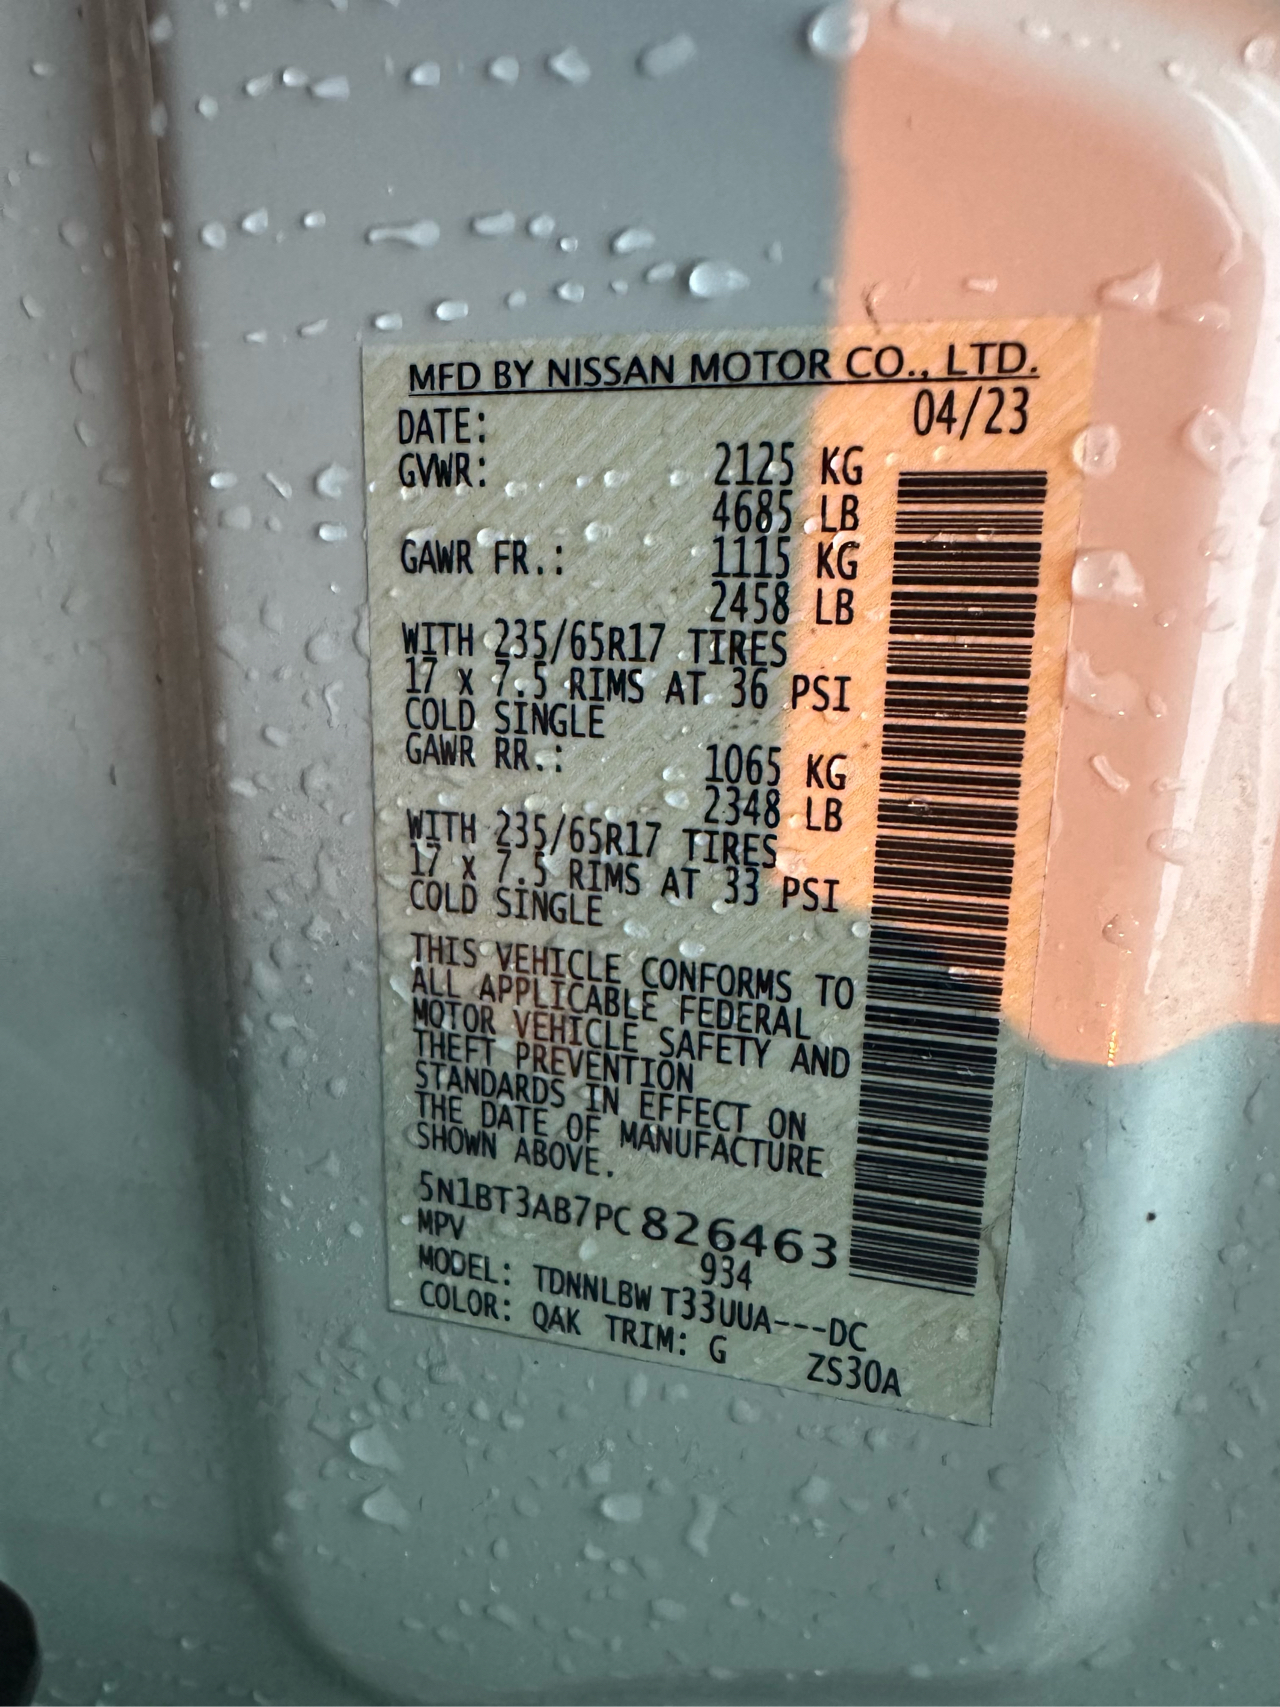 MFD BY NISSAN MOTOR CO., LTD.
DATE: 04/23
GVWR: 2125 KG
4685 LB
GAWR FR.: 1115 KG
2458 LB
WITH 235/65R17 TIRES
17 x 7.5 RIMS AT 36 PSI
COLD SINGLE
GAWR RR.: 1065 KG
2348 LB
WITH 235/65R17 TIRES
17 x 7.5 RIMS AT 33 PSI
COLD SINGLE
THIS VEHICLE CONFORMS TO
ALL APPLICABLE FEDERAL
MOTOR VEHICLE SAFETY AND
THEFT PREVENTION
STANDARDS IN EFFECT ON
THE DATE OF MANUFACTURE
SHOWN ABOVE.
5N1BT3AB7PC826463
MPV 934
MODEL: TDNNLBW T33UUA---DC
COLOR: QAK TRIM: G ZS30A